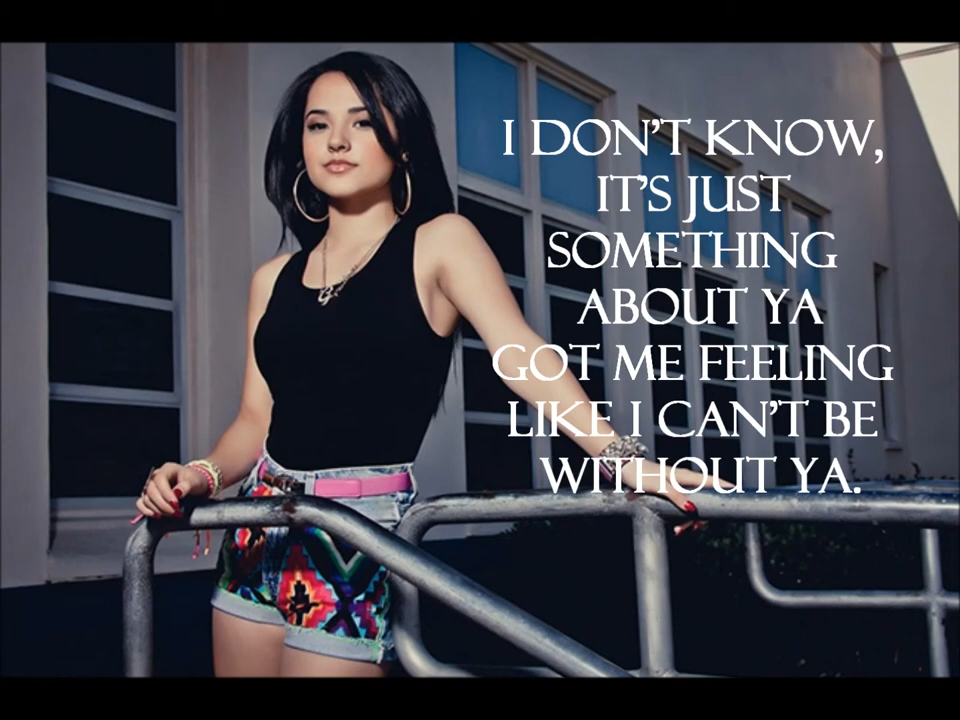 I DON'T KNOW,
IT'S JUST
SOMETHING
ABOUT YA
GOT ME FEELING
LIKE I CAN'T BE
WITHOUT YA.